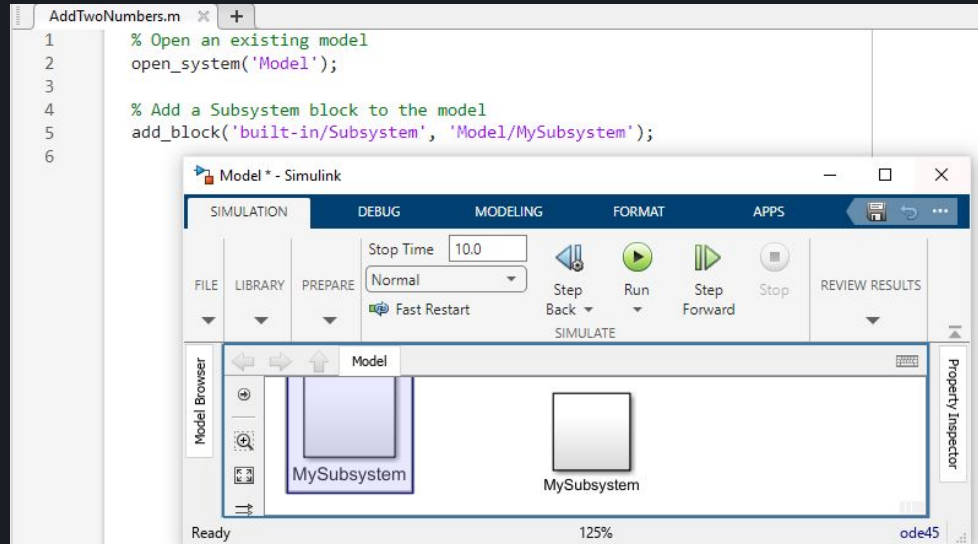 AddTwoNumbers.m
1 % Open an existing model
2 open_system('Model');
3
4 % Add a Subsystem block to the model
5 add_block('built-in/Subsystem', 'Model/MySubsystem');
6
Model * - Simulink
SIMULATION DEBUG MODELING FORMAT APPS
FILE
LIBRARY
PREPARE
Stop Time 10.0
Normal
Fast Restart
Step Back
Run
Step Forward
Stop
SIMULATE
REVIEW RESULTS
Model Browser
Model
MySubsystem
MySubsystem
Property Inspector
Ready 125% ode45